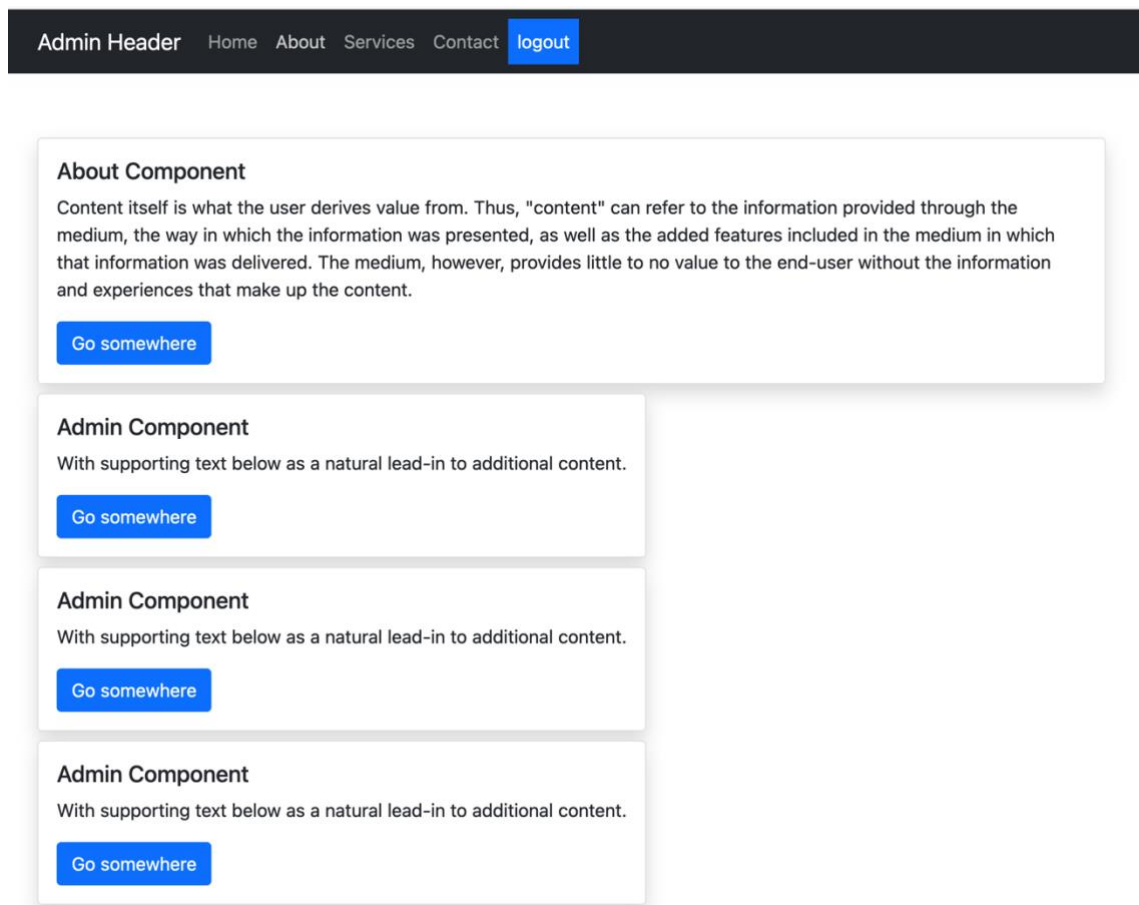 Admin Header Home About Services Contact logout
About Component
Content itself is what the user derives value from. Thus, "content" can refer to the information provided through the
medium, the way in which the information was presented, as well as the added features included in the medium in which
that information was delivered. The medium, however, provides little to no value to the end-user without the information
and experiences that make up the content.
Go somewhere
Admin Component
With supporting text below as a natural lead-in to additional content.
Go somewhere
Admin Component
With supporting text below as a natural lead-in to additional content.
Go somewhere
Admin Component
With supporting text below as a natural lead-in to additional content.
Go somewhere